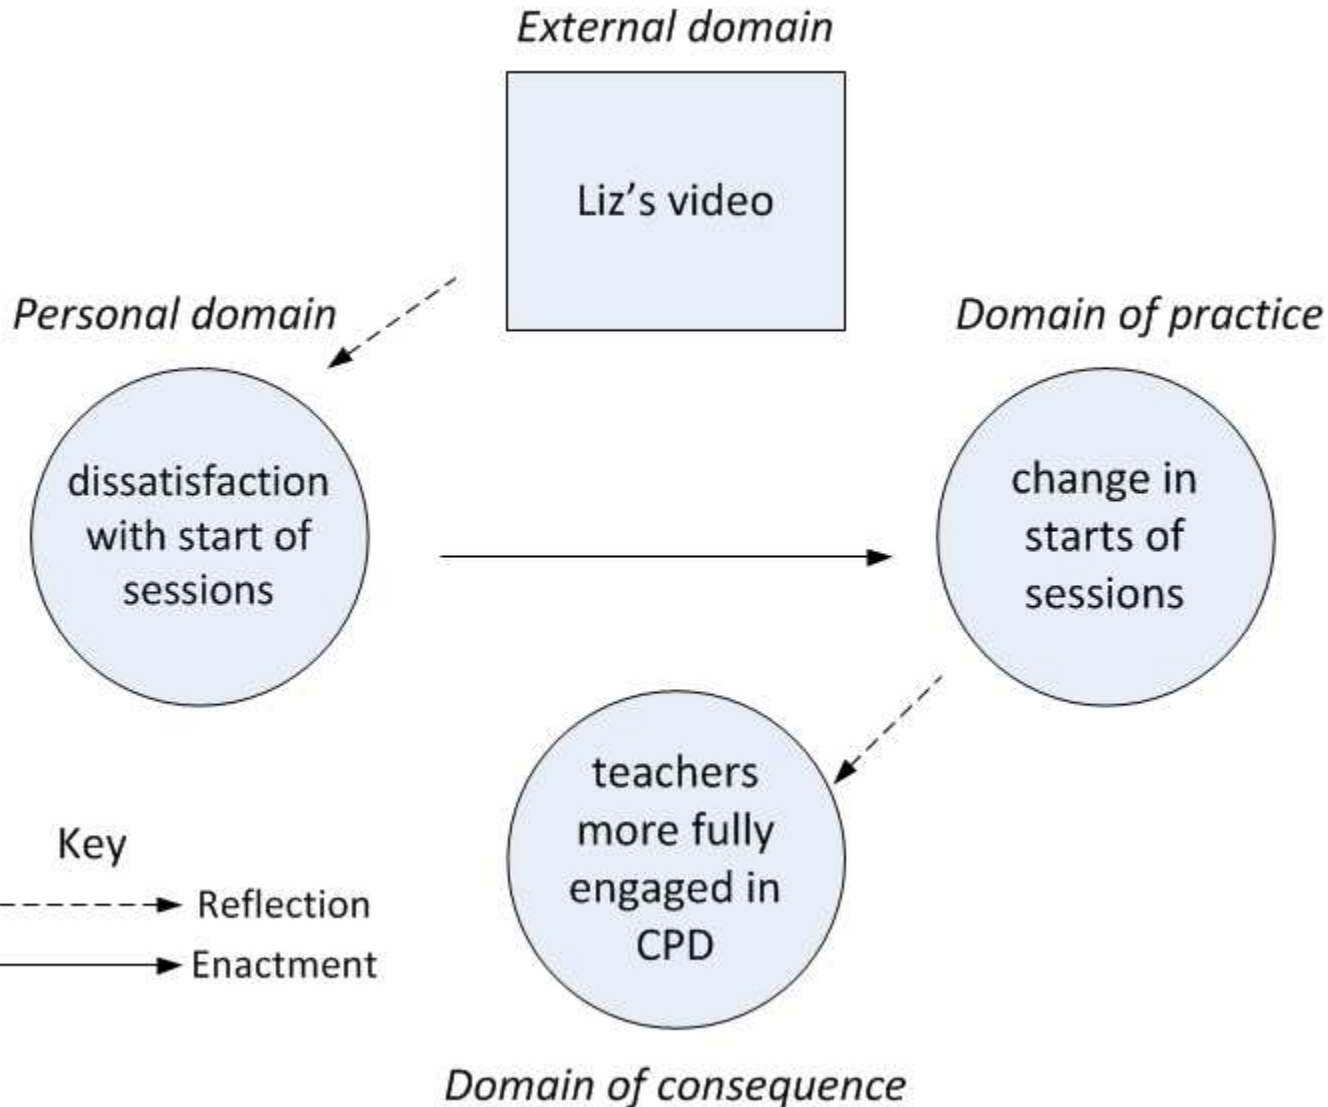 External domain
Liz’s video
Personal domain
Domain of practice
dissatisfaction
with start of
sessions
change in
starts of
sessions
teachers
more fully
engaged in
CPD
Key
Reflection
Enactment
Domain of consequence